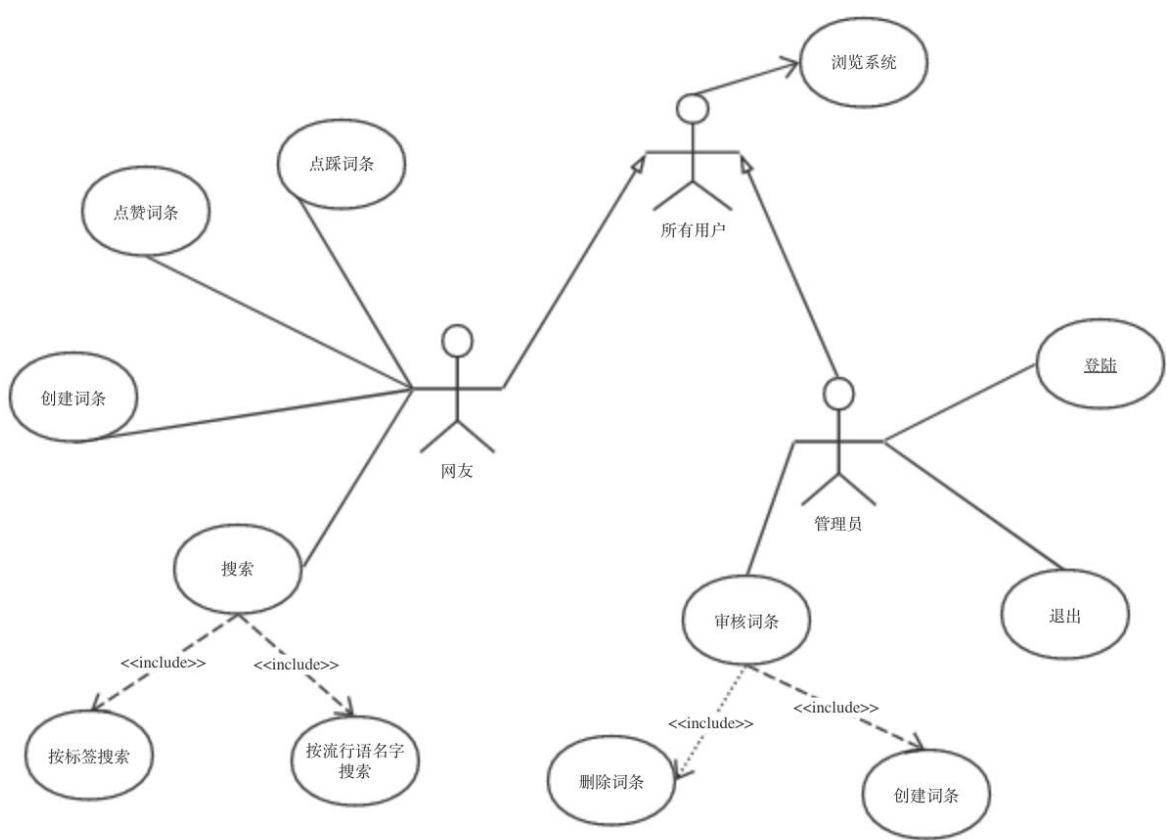 浏览系统
点踩词条
点赞词条
所有用户
登陆
创建词条
网友
管理员
搜索
审核词条
退出
<<include>>
<<include>>
<<include>>
<<include>>
按标签搜索
按流行语名字
搜索
删除词条
创建词条